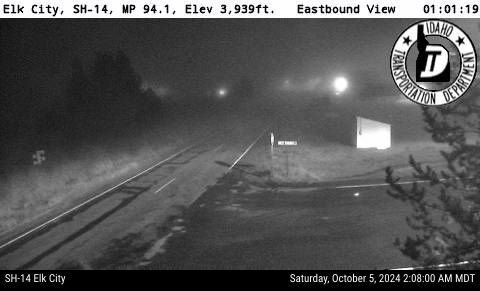 Elk City, SH-14, MP 94.1, Elev 3,939ft. Eastbound View 01:01:19
IDAHO
TRANSPORTATION DEPARTMENT
SH-14 Elk City Saturday, October 5, 2024 2:08:00 AM MDT